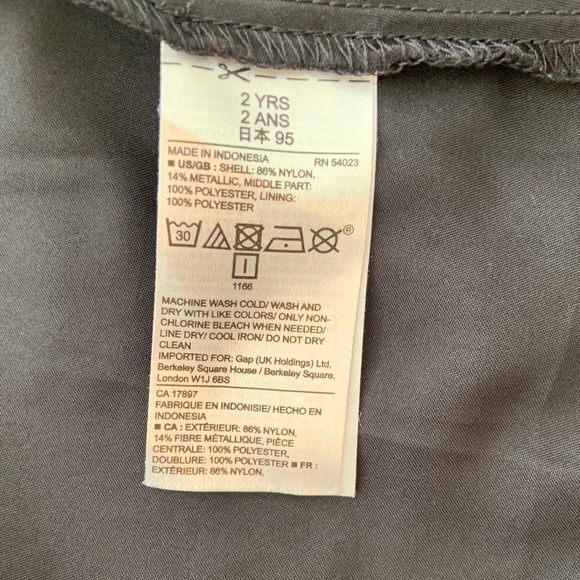 2 YRS
2 ANS
日本 95
MADE IN INDONESIA RN 54023
■ US/GB : SHELL: 86% NYLON,
14% METALLIC, MIDDLE PART:
100% POLYESTER, LINING:
100% POLYESTER
30
®
1166
MACHINE WASH COLD/ WASH AND
DRY WITH LIKE COLORS/ ONLY NON-
CHLORINE BLEACH WHEN NEEDED/
LINE DRY/ COOL IRON/ DO NOT DRY
CLEAN
IMPORTED FOR: Gap (UK Holdings) Ltd,
Berkeley Square House / Berkeley Square,
London W1J 6BS
CA 17897
FABRIQUE EN INDONISIE/ HECHO EN
INDONESIA
■ CA : EXTÉRIEUR: 86% NYLON,
14% FIBRE MÉTALLIQUE, PIÈCE
CENTRALE: 100% POLYESTER,
DOUBLURE: 100% POLYESTER ■ FR :
EXTÉRIEUR: 86% NYLON,